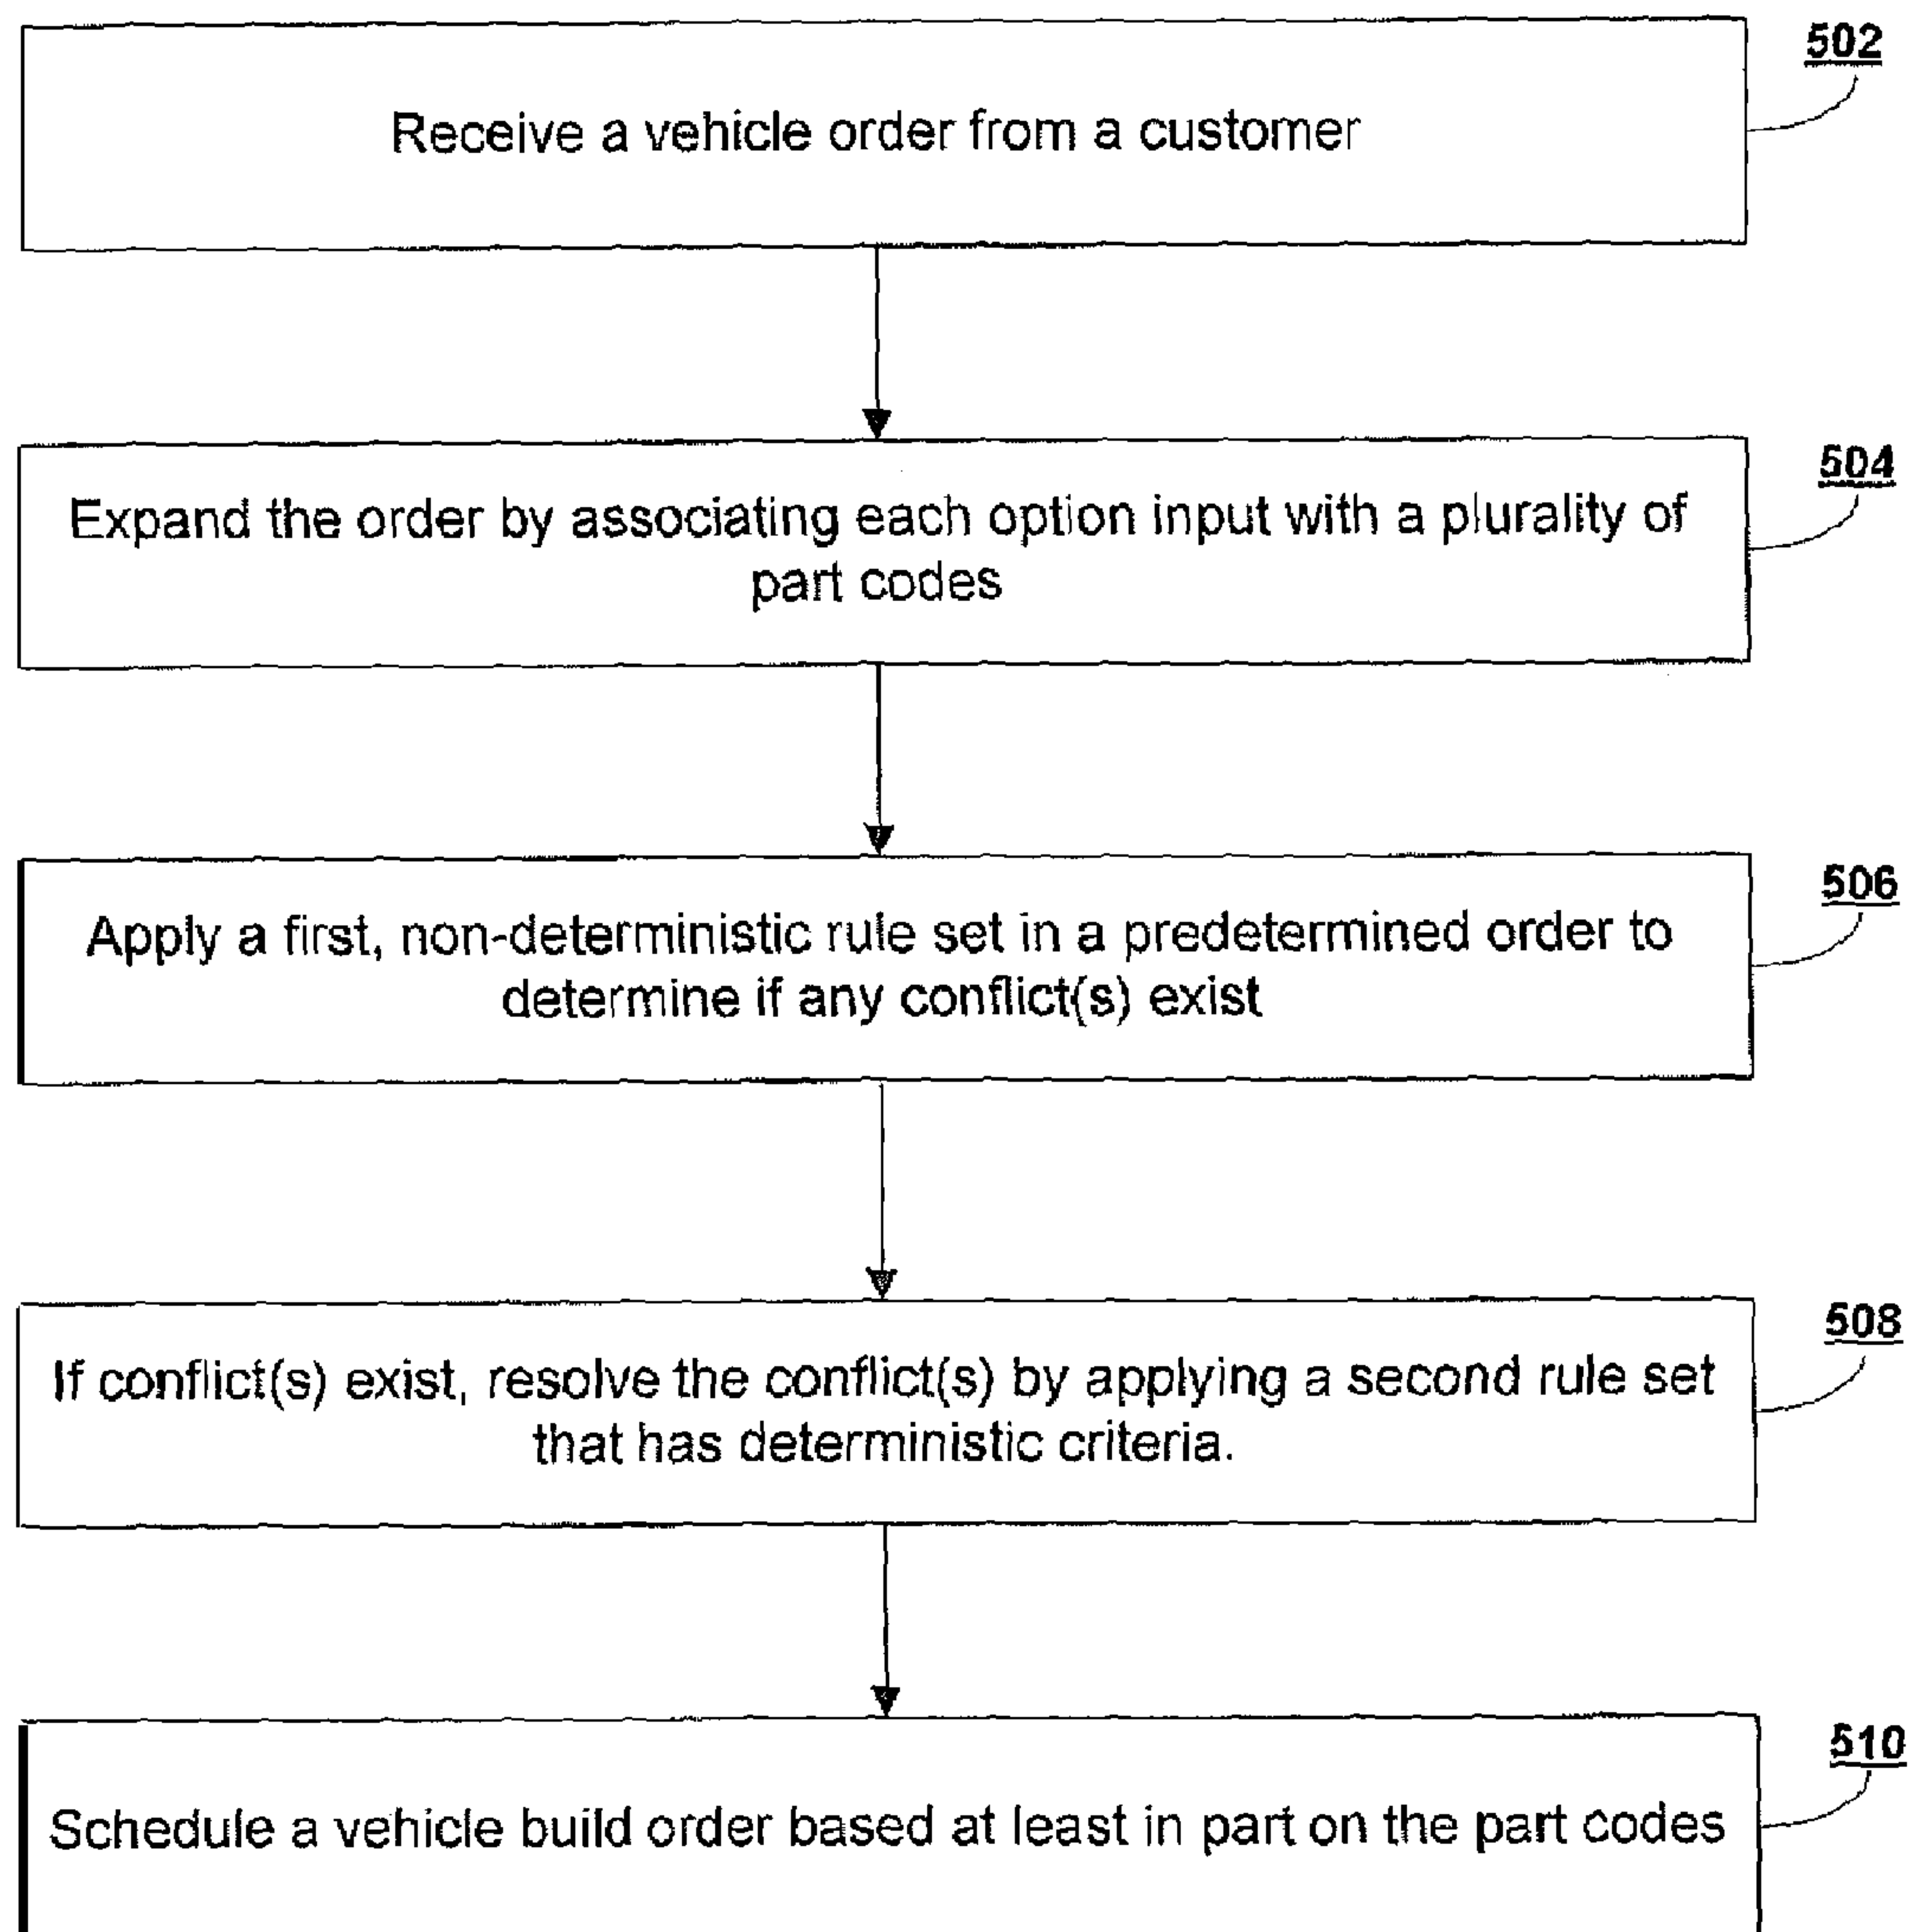 502
Receive a vehicle order from a customer
504
Expand the order by associating each option input with a plurality of
part codes
506
Apply a first, non-deterministic rule set in a predetermined order to
determine if any conflict(s) exist
508
If conflict(s) exist, resolve the conflict(s) by applying a second rule set
that has deterministic criteria.
510
Schedule a vehicle build order based at least in part on the part codes